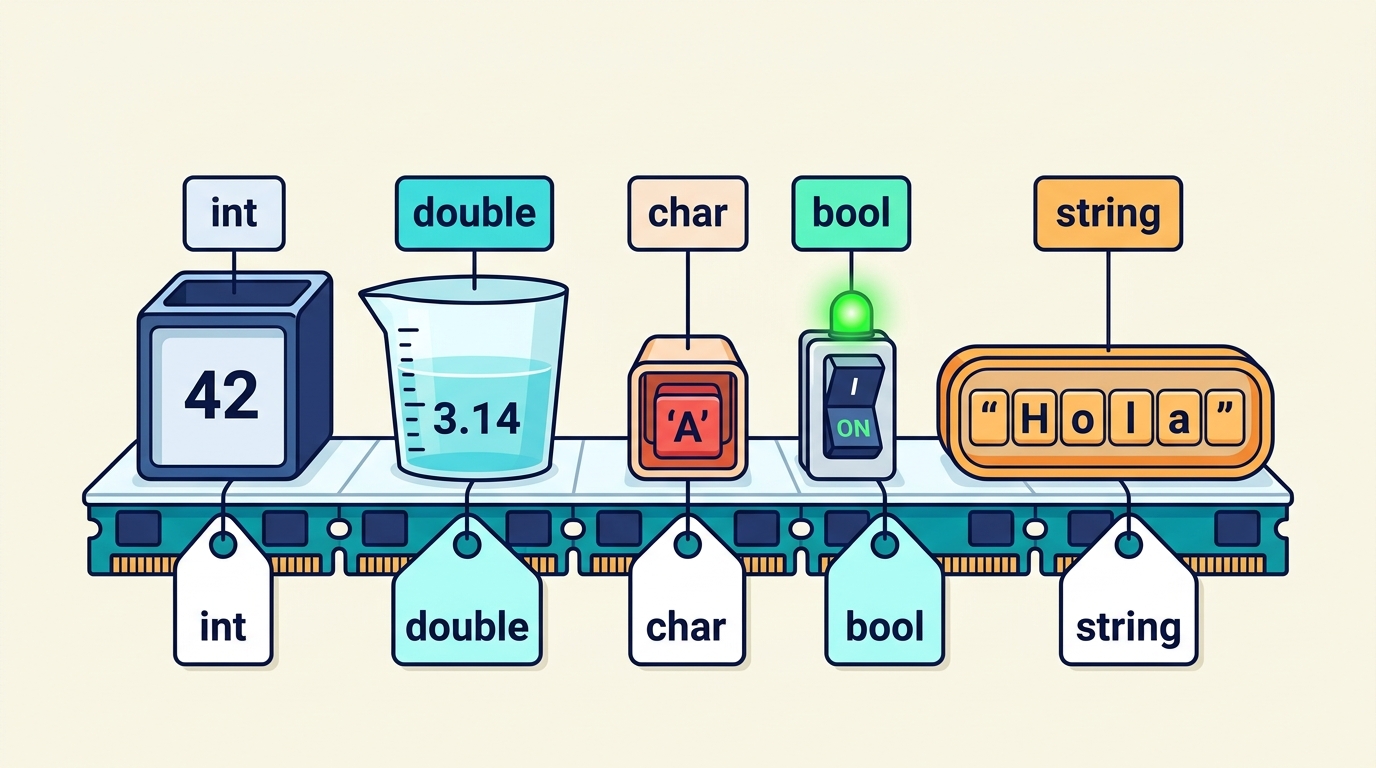 int
double
char
bool
string
42
3.14
‘A’
I
ON
“Hola”
int
double
char
bool
string